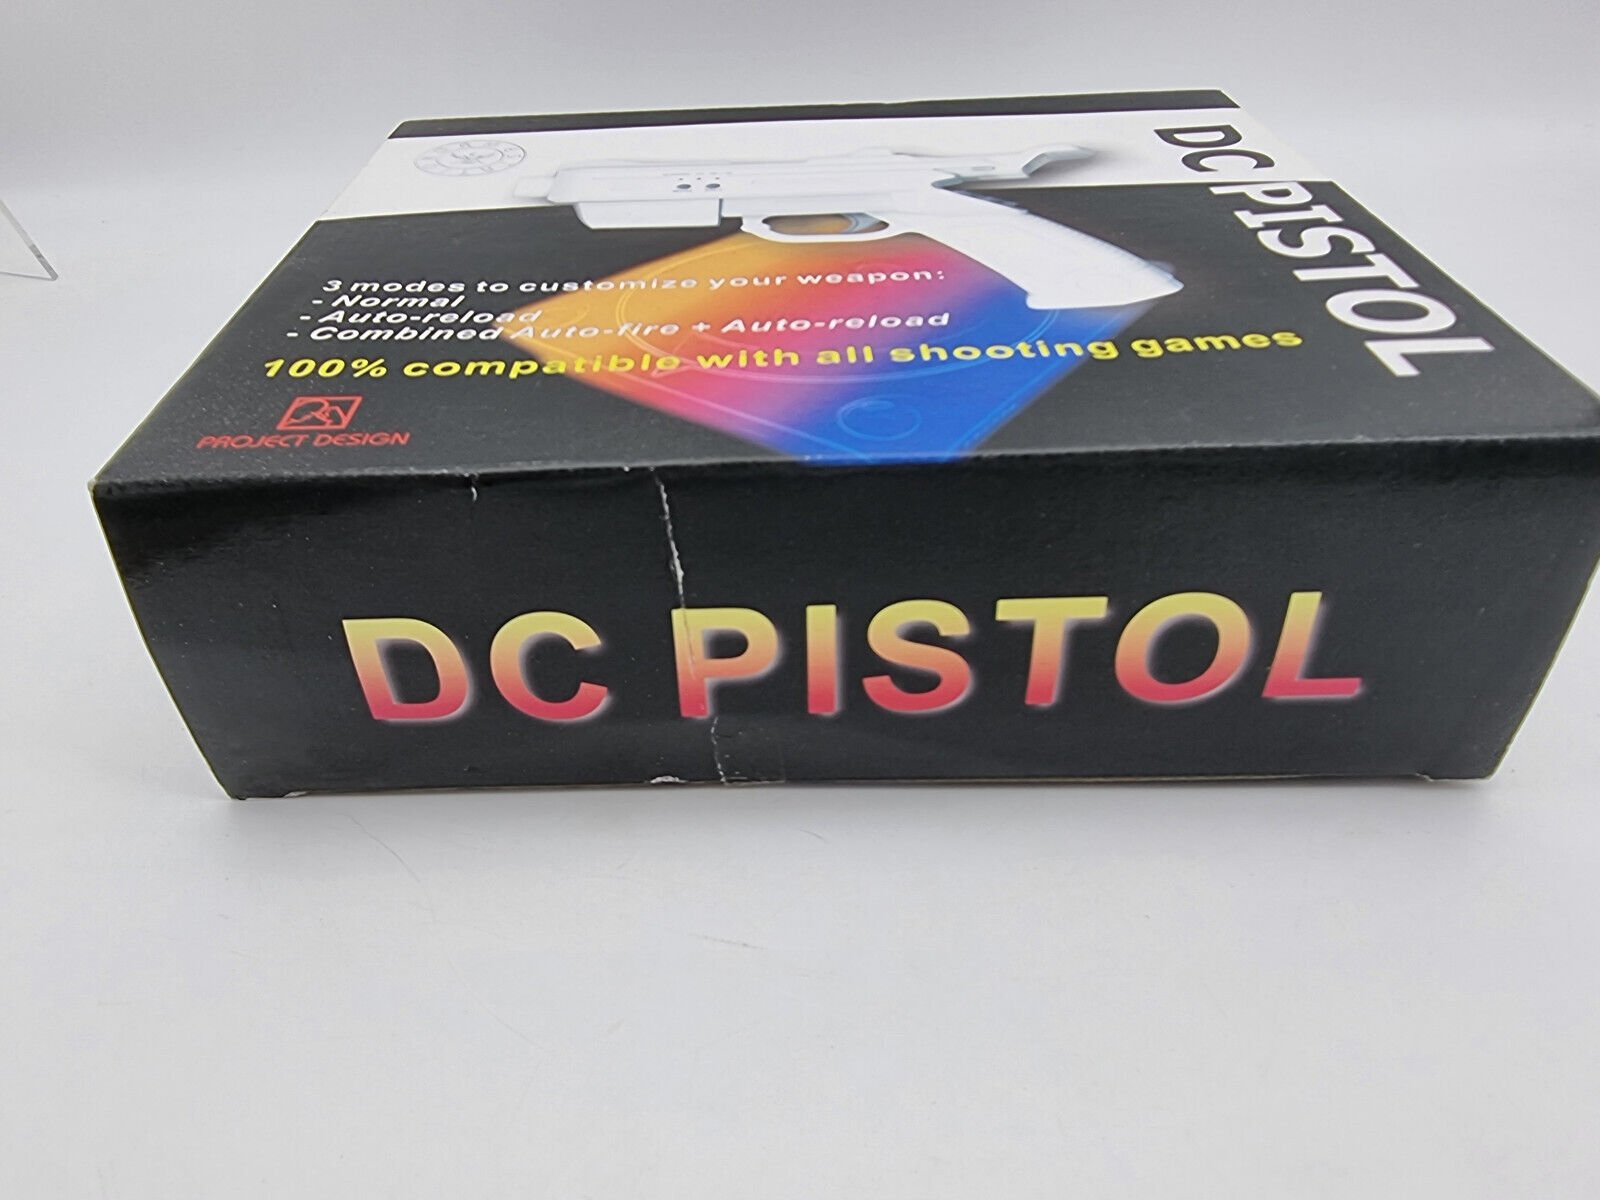 DC PISTOL
3 modes to customize your weapon:
- Normal
- Auto-reload
- Combined Auto-fire + Auto-reload
100% compatible with all shooting games
PROJECT DESIGN
DC PISTOL